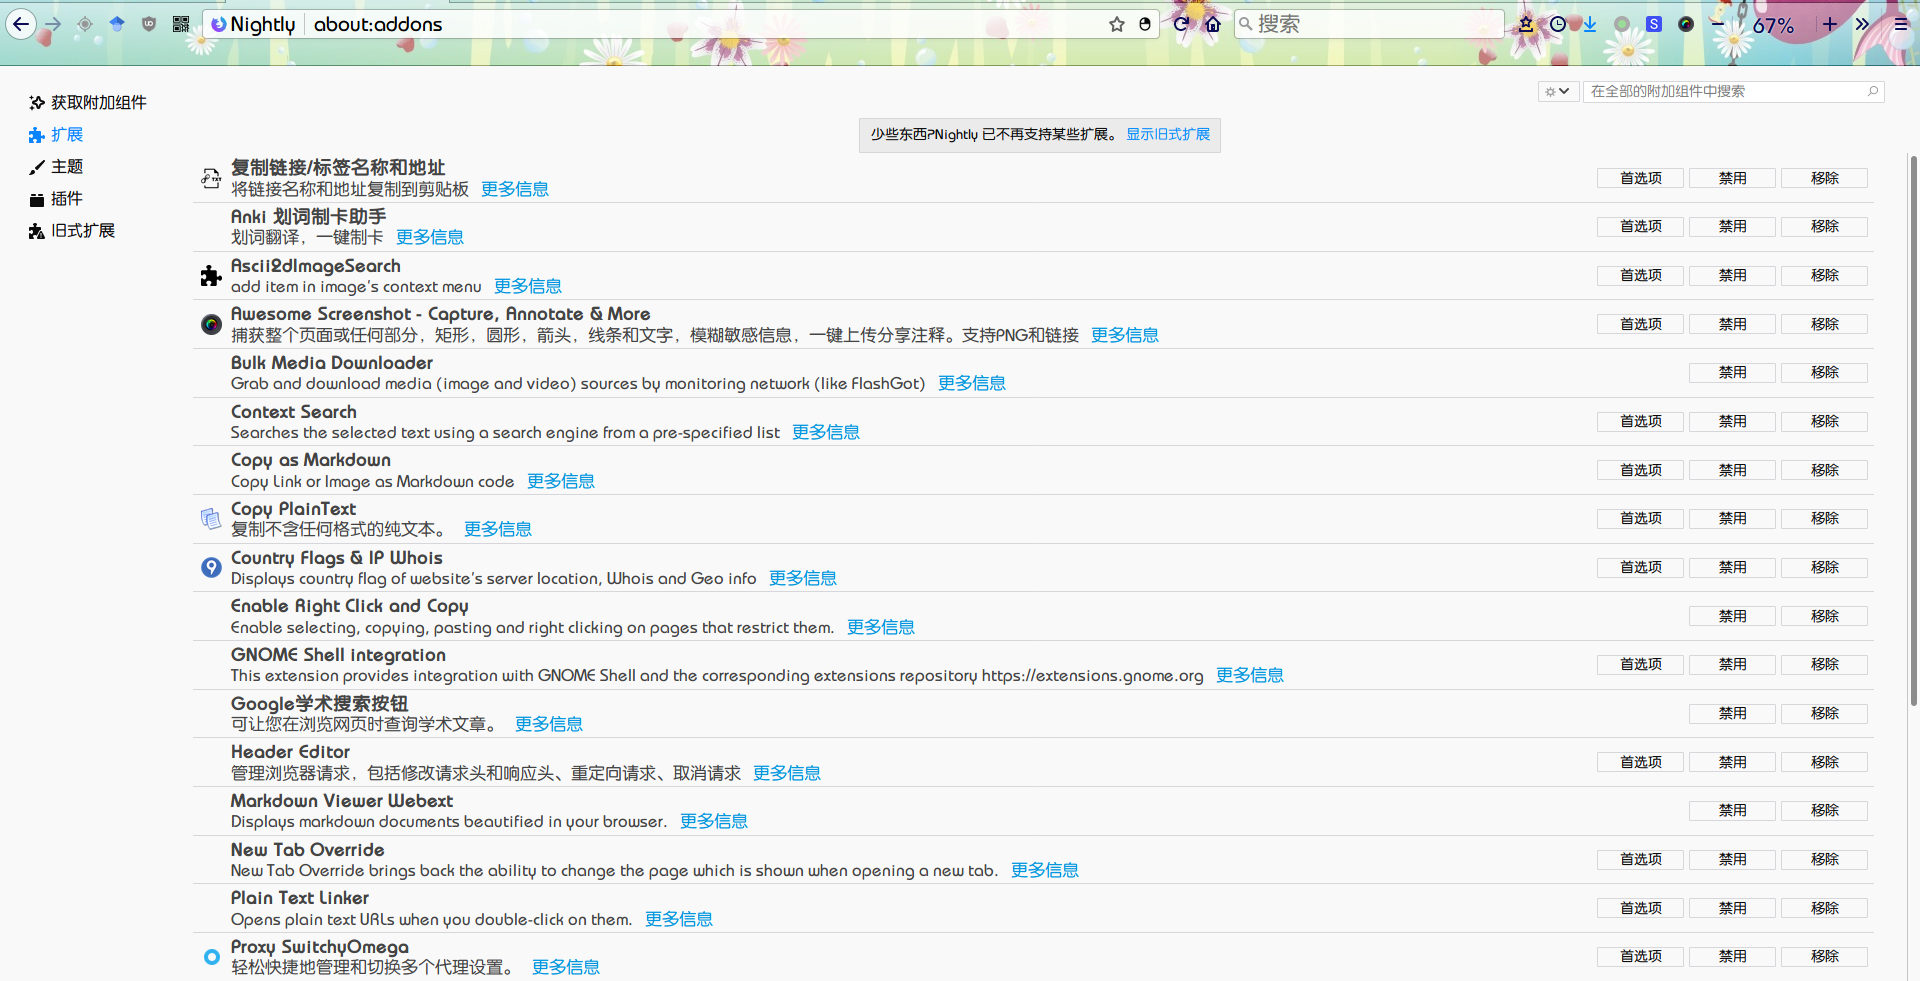 Nightly about:addons 搜索 67%
获取附加组件
扩展
主题
插件
旧式扩展
在全部的附加组件中搜索
少些东西?Nightly 已不再支持某些扩展。 显示旧式扩展
复制链接/标签名称和地址
将链接名称和地址复制到剪贴板 更多信息
首选项 禁用 移除
Anki 划词制卡助手
划词翻译，一键制卡 更多信息
首选项 禁用 移除
Ascii2dImageSearch
add item in image's context menu 更多信息
首选项 禁用 移除
Awesome Screenshot - Capture, Annotate & More
捕获整个页面或任何部分，矩形，圆形，箭头，线条和文字，模糊敏感信息，一键上传分享注释。支持PNG和链接 更多信息
首选项 禁用 移除
Bulk Media Downloader
Grab and download media (image and video) sources by monitoring network (like FlashGot) 更多信息
禁用 移除
Context Search
Searches the selected text using a search engine from a pre-specified list 更多信息
首选项 禁用 移除
Copy as Markdown
Copy Link or Image as Markdown code 更多信息
首选项 禁用 移除
Copy PlainText
复制不含任何格式的纯文本。 更多信息
首选项 禁用 移除
Country Flags & IP Whois
Displays country flag of website's server location, Whois and Geo info 更多信息
首选项 禁用 移除
Enable Right Click and Copy
Enable selecting, copying, pasting and right clicking on pages that restrict them. 更多信息
禁用 移除
GNOME Shell integration
This extension provides integration with GNOME Shell and the corresponding extensions repository https://extensions.gnome.org 更多信息
首选项 禁用 移除
Google学术搜索按钮
可让您在浏览网页时查询学术文章。 更多信息
禁用 移除
Header Editor
管理浏览器请求，包括修改请求头和响应头、重定向请求、取消请求 更多信息
首选项 禁用 移除
Markdown Viewer Webext
Displays markdown documents beautified in your browser. 更多信息
禁用 移除
New Tab Override
New Tab Override brings back the ability to change the page which is shown when opening a new tab. 更多信息
首选项 禁用 移除
Plain Text Linker
Opens plain text URLs when you double-click on them. 更多信息
首选项 禁用 移除
Proxy SwitchyOmega
轻松快捷地管理和切换多个代理设置。 更多信息
首选项 禁用 移除